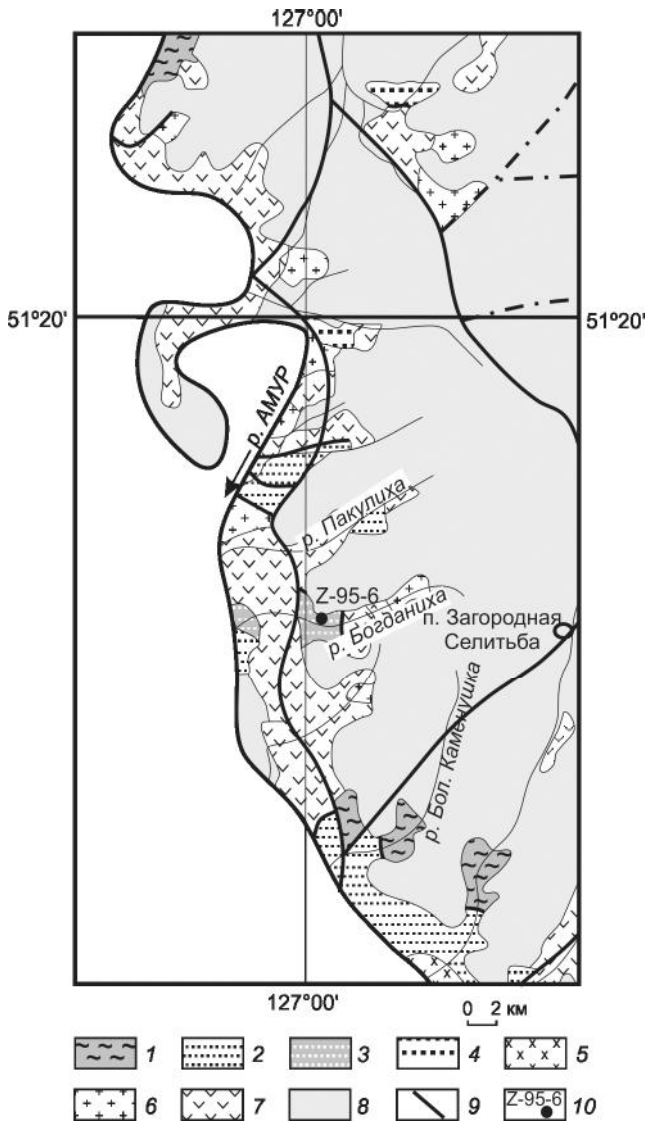 127°00'
51°20'
51°20'
р. АМУР
р. Пакулиха
Z-95-6
р. Богданиха
п. Загородная
Селитьба
р. Бол. Каменушка
127°00'
0 2 км
1 2 3 4 5
6 7 8 9 Z-95-6 10